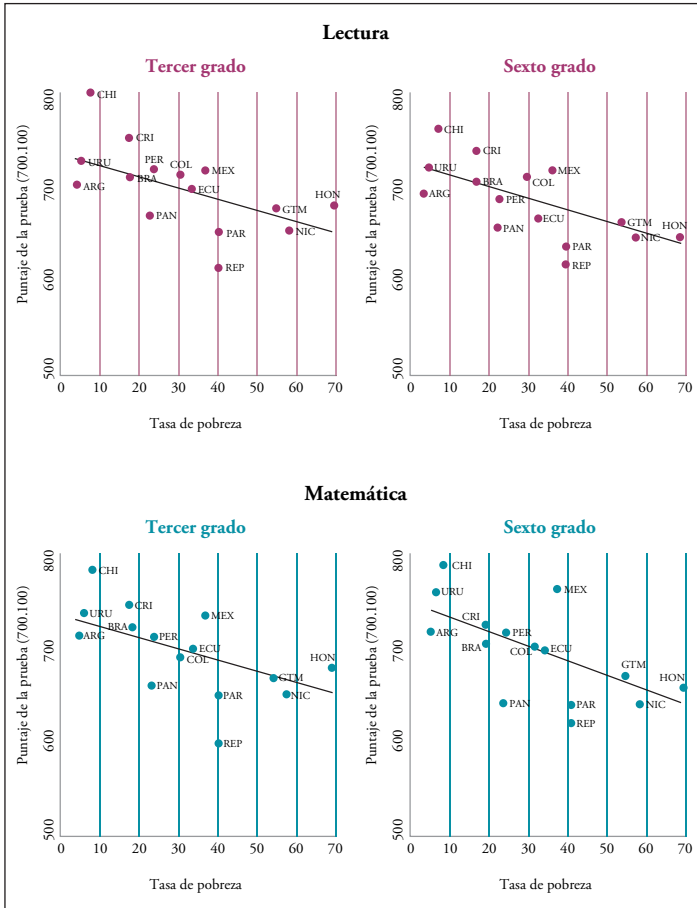 Lectura
Tercer grado
Puntaje de la prueba (700.100)
800
700
600
500
CHI
CRI
URU
PER
COL
MEX
ARG
BRA
ECU
HON
PAN
GTM
PAR
NIC
REP
0 10 20 30 40 50 60 70
Tasa de pobreza
Sexto grado
Puntaje de la prueba (700.100)
800
700
600
500
CHI
CRI
URU
MEX
BRA
COL
ARG
PER
ECU
GTM
HON
PAN
NIC
PAR
REP
0 10 20 30 40 50 60 70
Tasa de pobreza
Matemática
Tercer grado
Puntaje de la prueba (700.100)
800
700
600
500
CHI
CRI
URU
MEX
BRA
ARG
PER
ECU
COL
HON
GTM
PAN
PAR
NIC
REP
0 10 20 30 40 50 60 70
Tasa de pobreza
Sexto grado
Puntaje de la prueba (700.100)
800
700
600
500
CHI
URU
MEX
CRI
ARG
PER
BRA
COL
ECU
GTM
HON
PAN
PAR
NIC
REP
0 10 20 30 40 50 60 70
Tasa de pobreza